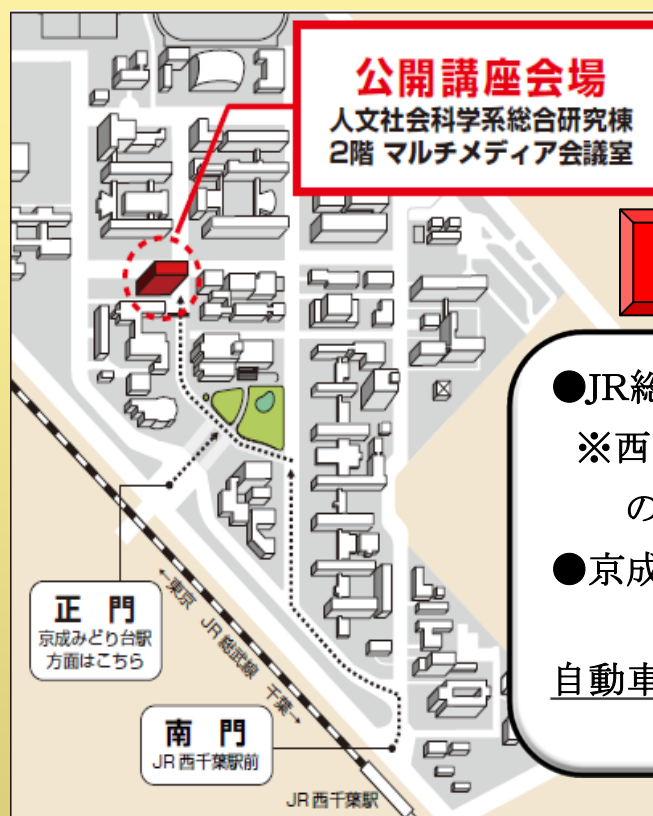 公開講座会場
人文社会科学系総合研究棟
2階 マルチメディア会議室
●JR総
※西
の
●京成
自動車
正 門
京成みどり台駅
方面はこちら
←東京 JR 総武線 千葉→
南 門
JR 西千葉駅前
JR 西千葉駅